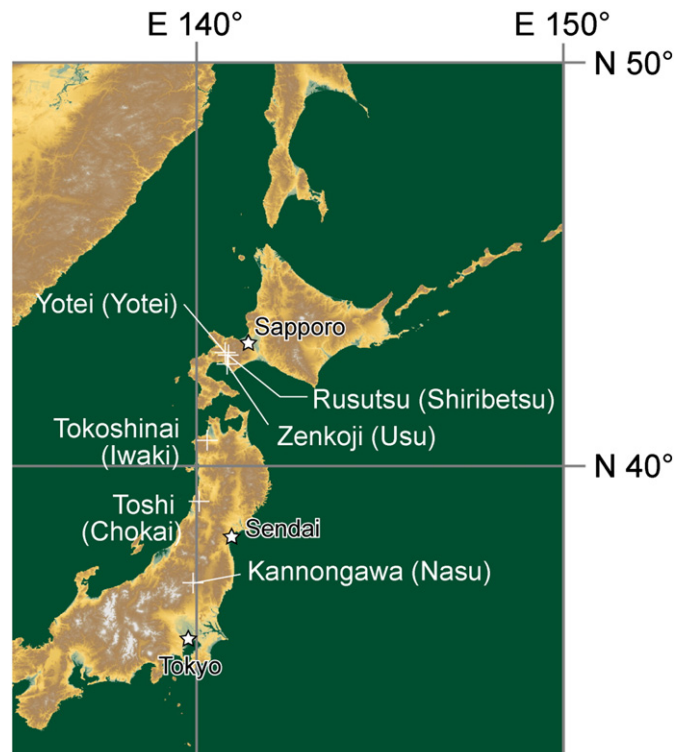 E 140°
E 150°
N 50°
Yotei (Yotei)
Sapporo
Rusutsu (Shiribetsu)
Zenkoji (Usu)
Tokoshinai
(Iwaki)
N 40°
Toshi
(Chokai)
Sendai
Kannongawa (Nasu)
Tokyo